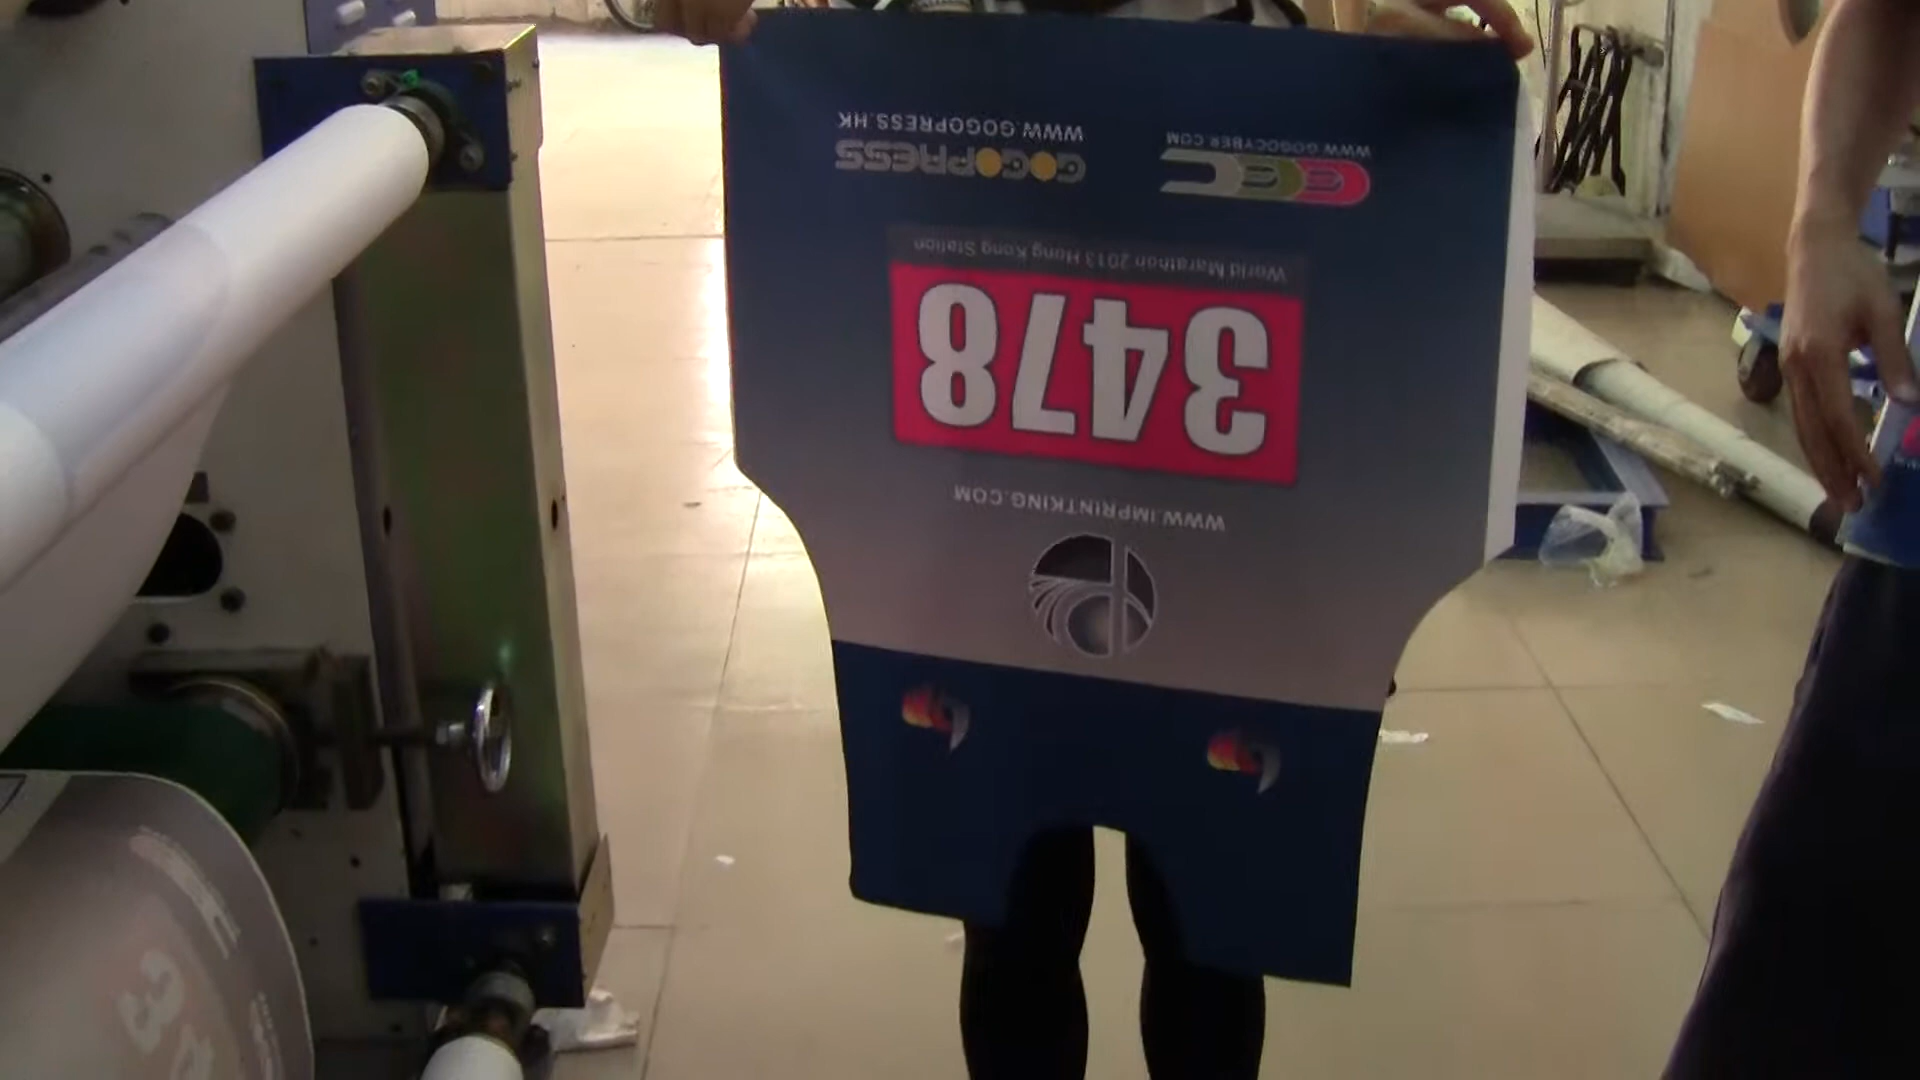 WWW.IMPRINTKING.COM
3478
World Marathon 2013 Hong Kong Station
WWW.GOGOCYBER.COM
GOGOPRESS
WWW.GOGOPRESS.HK